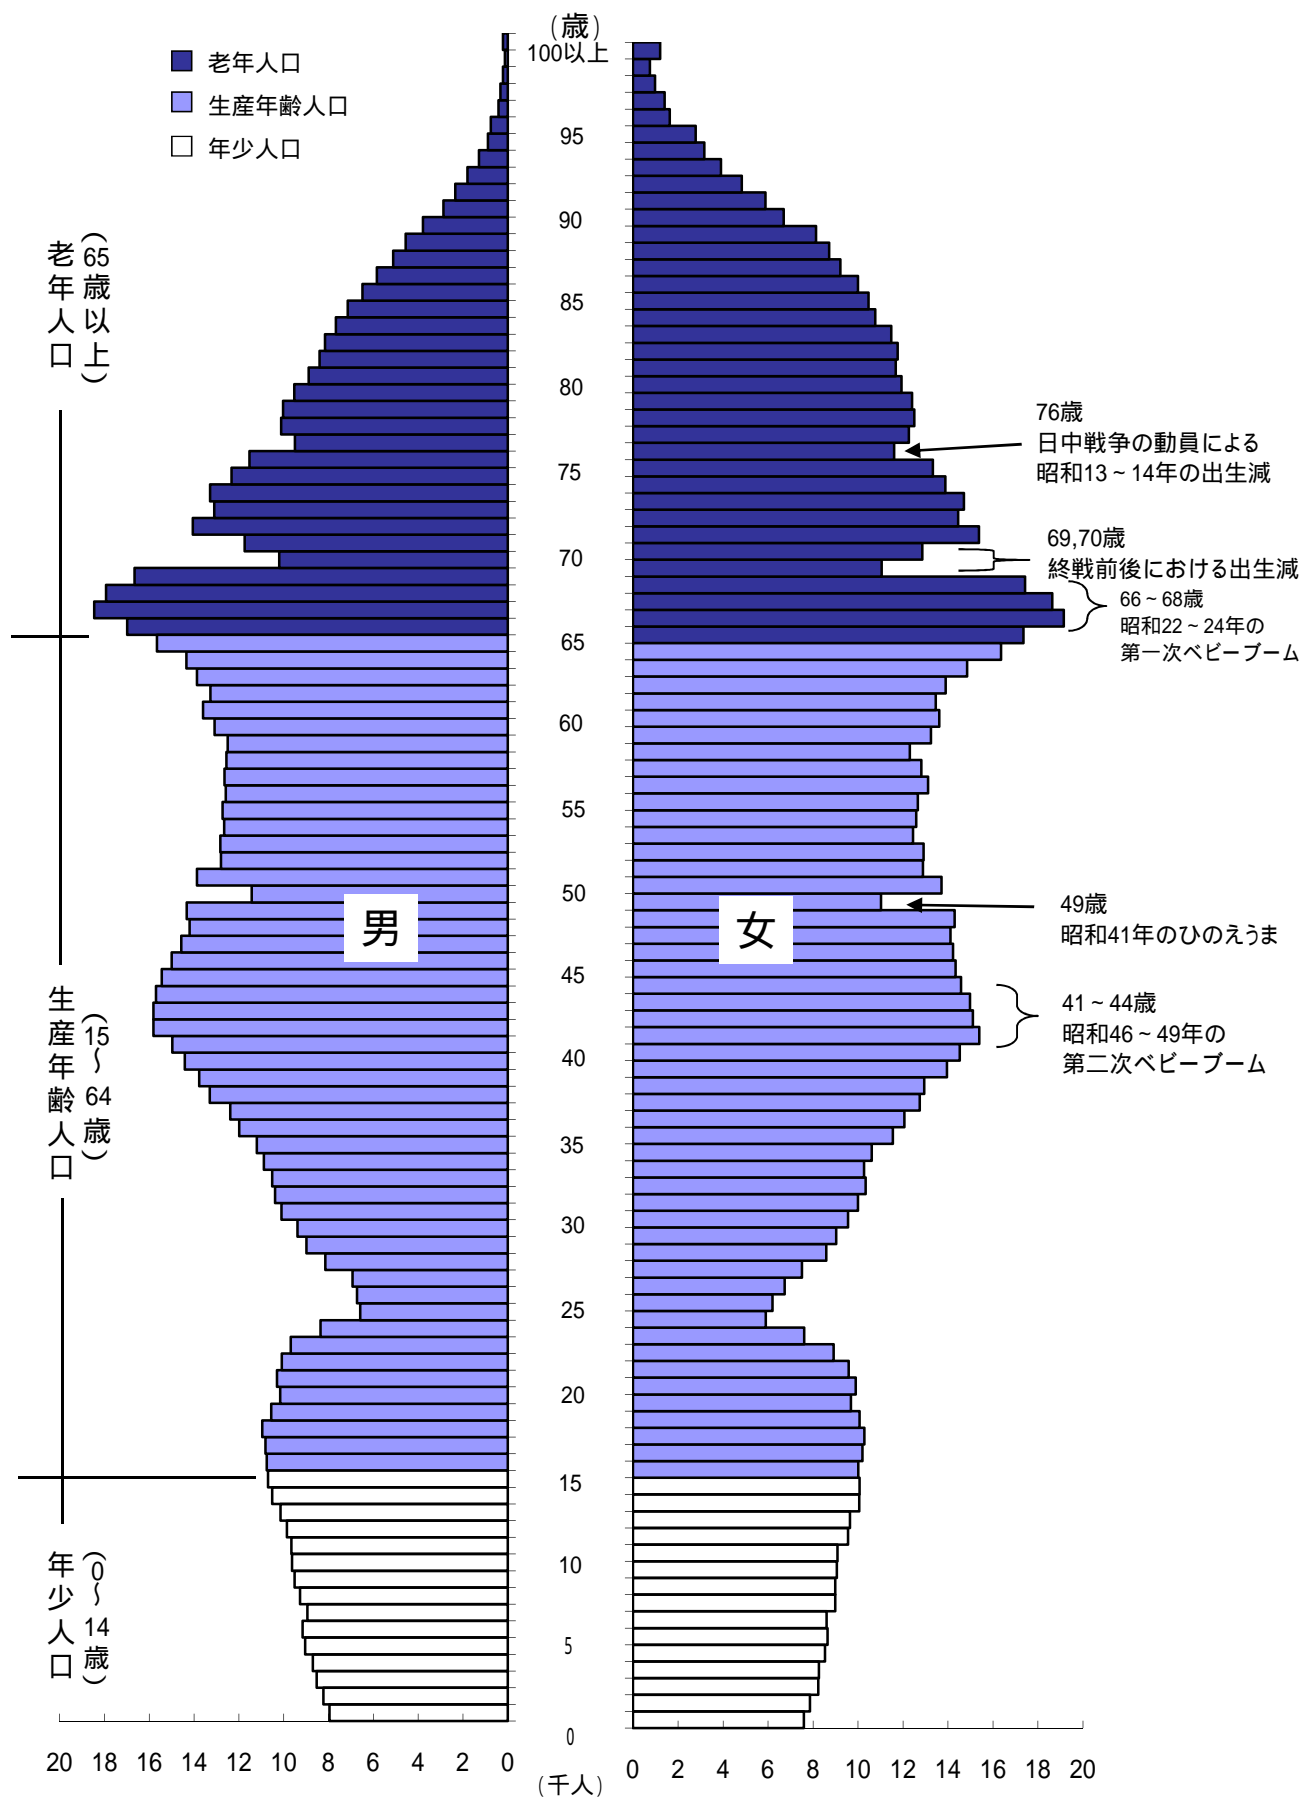 (歳)
老年人口
生産年齢人口
年少人口
100以上
95
90
85
80
75
70
65
60
55
50
45
40
35
30
25
20
15
10
5
0
老年人口
(65歳以上)
生産年齢人口
(15～64歳)
年少人口
(0～14歳)
男
女
76歳
日中戦争の動員による
昭和13～14年の出生減
69,70歳
終戦前後における出生減
66～68歳
昭和22～24年の
第一次ベビーブーム
49歳
昭和41年のひのえうま
41～44歳
昭和46～49年の
第二次ベビーブーム
20 18 16 14 12 10 8 6 4 2 0
0 2 4 6 8 10 12 14 16 18 20
(千人)